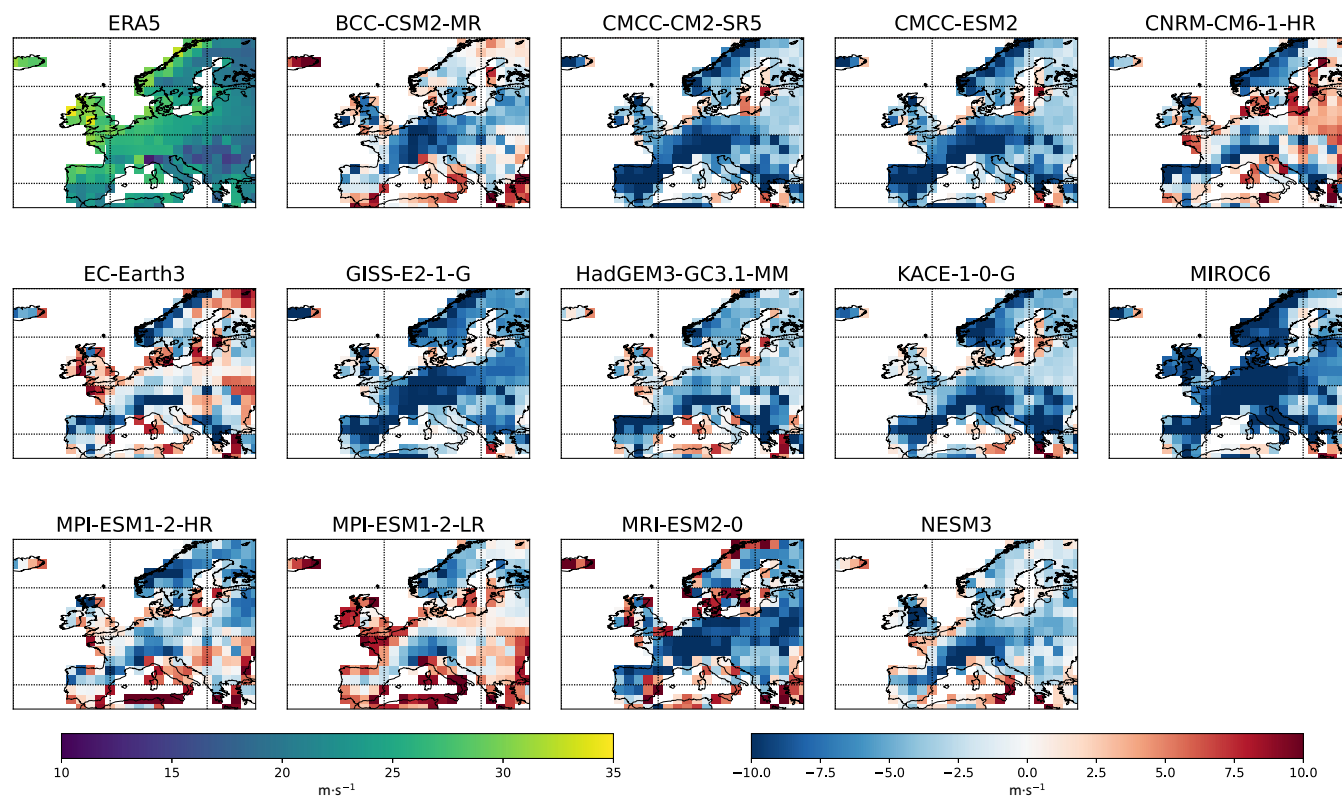 ERA5 BCC-CSM2-MR CMCC-CM2-SR5 CMCC-ESM2 CNRM-CM6-1-HR
EC-Earth3 GISS-E2-1-G HadGEM3-GC3.1-MM KACE-1-0-G MIROC6
MPI-ESM1-2-HR MPI-ESM1-2-LR MRI-ESM2-0 NESM3
10 15 20 25 30 35
m·s⁻¹
−10.0 −7.5 −5.0 −2.5 0.0 2.5 5.0 7.5 10.0
m·s⁻¹